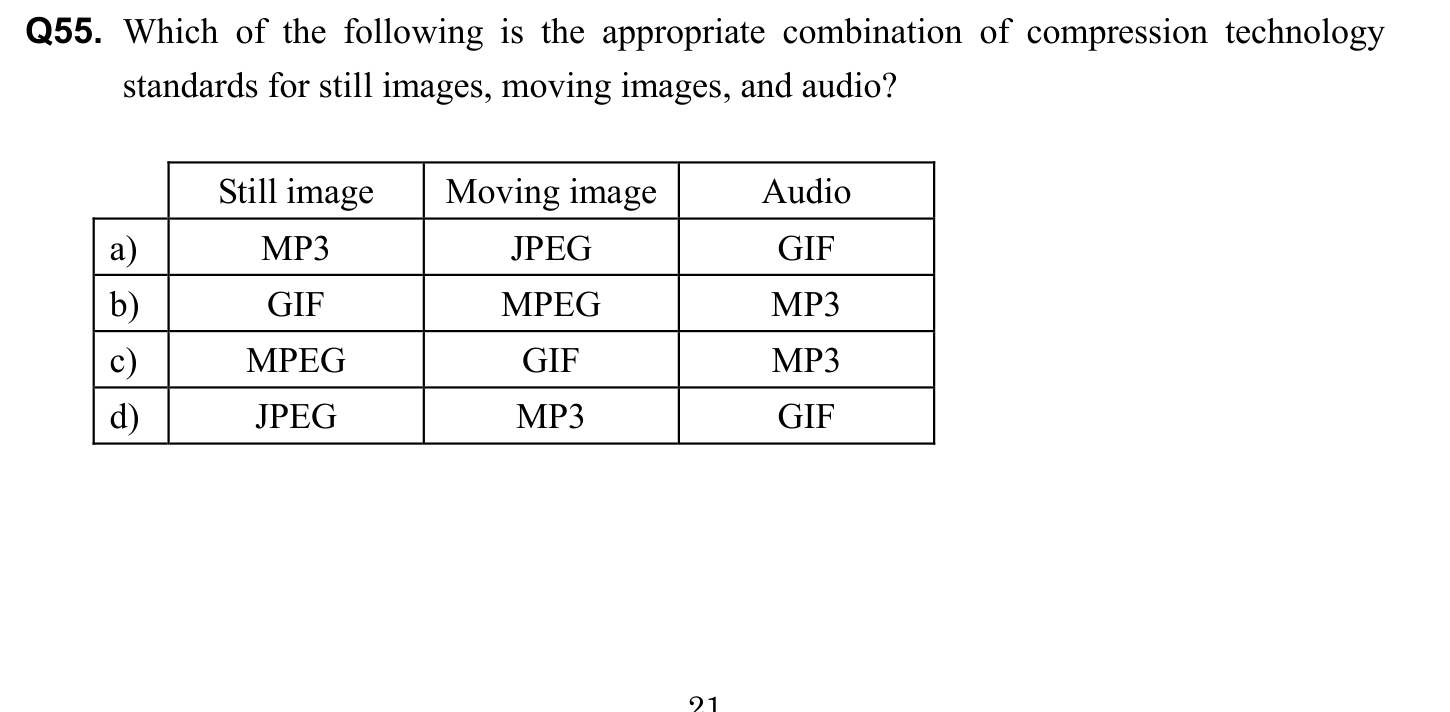 Q55. Which of the following is the appropriate combination of compression technology
standards for still images, moving images, and audio?
Still image Moving image Audio
a) MP3 JPEG GIF
b) GIF MPEG MP3
c) MPEG GIF MP3
d) JPEG MP3 GIF
21